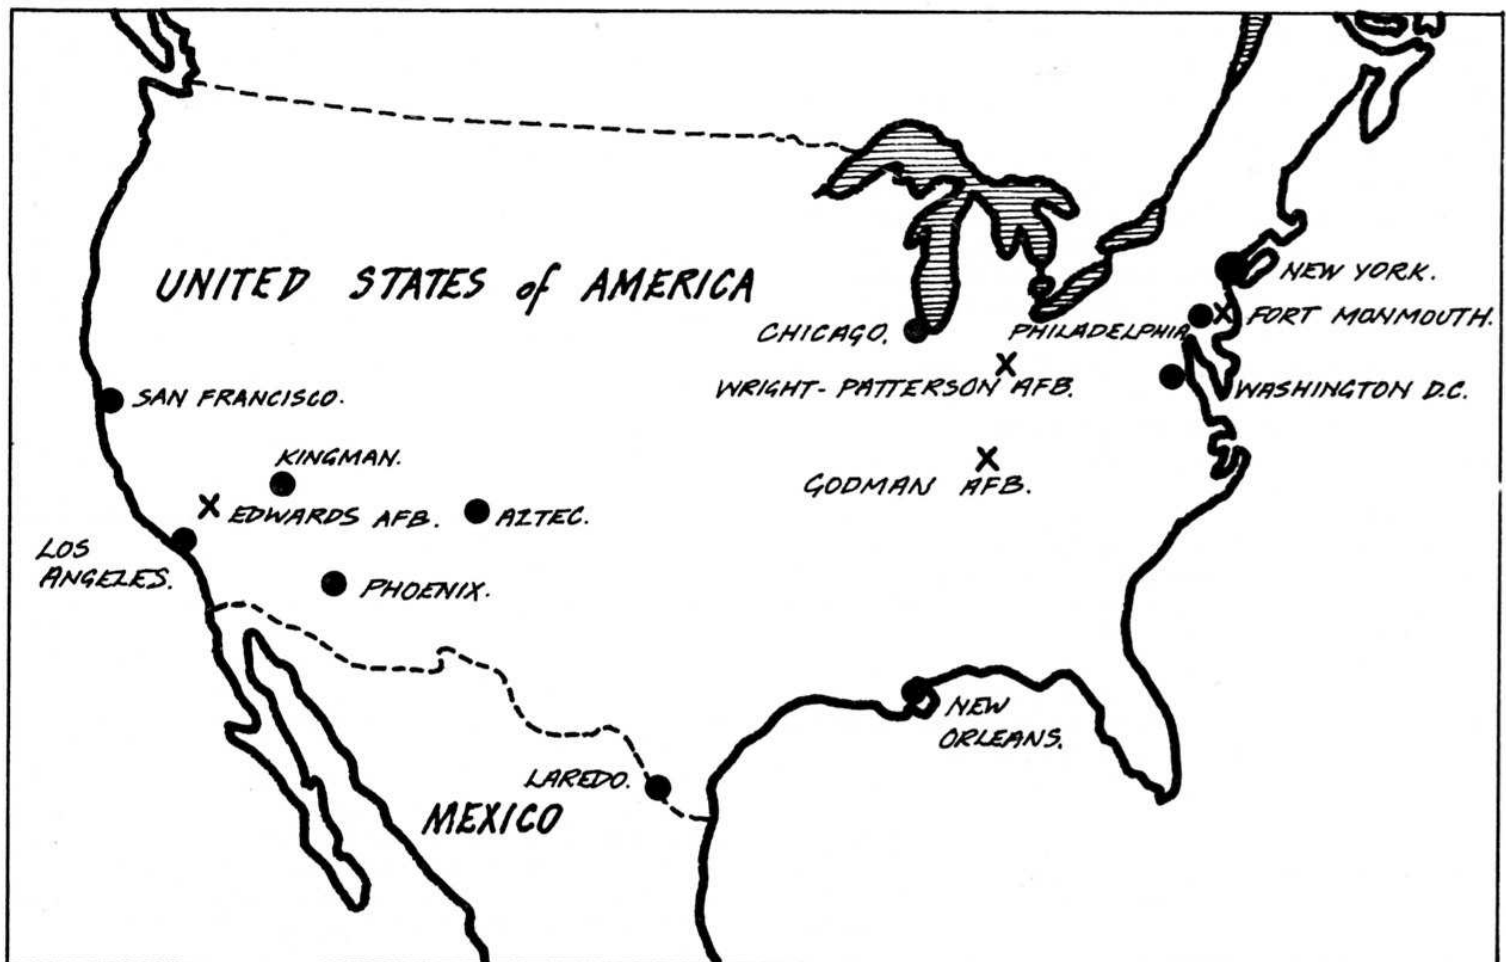 UNITED STATES of AMERICA
NEW YORK.
FORT MONMOUTH.
CHICAGO.
PHILADELPHIA
WRIGHT-PATTERSON AFB.
WASHINGTON D.C.
SAN FRANCISCO.
KINGMAN.
GODMAN AFB.
EDWARDS AFB.
AZTEC.
LOS
ANGELES.
PHOENIX.
NEW
ORLEANS.
LAREDO.
MEXICO